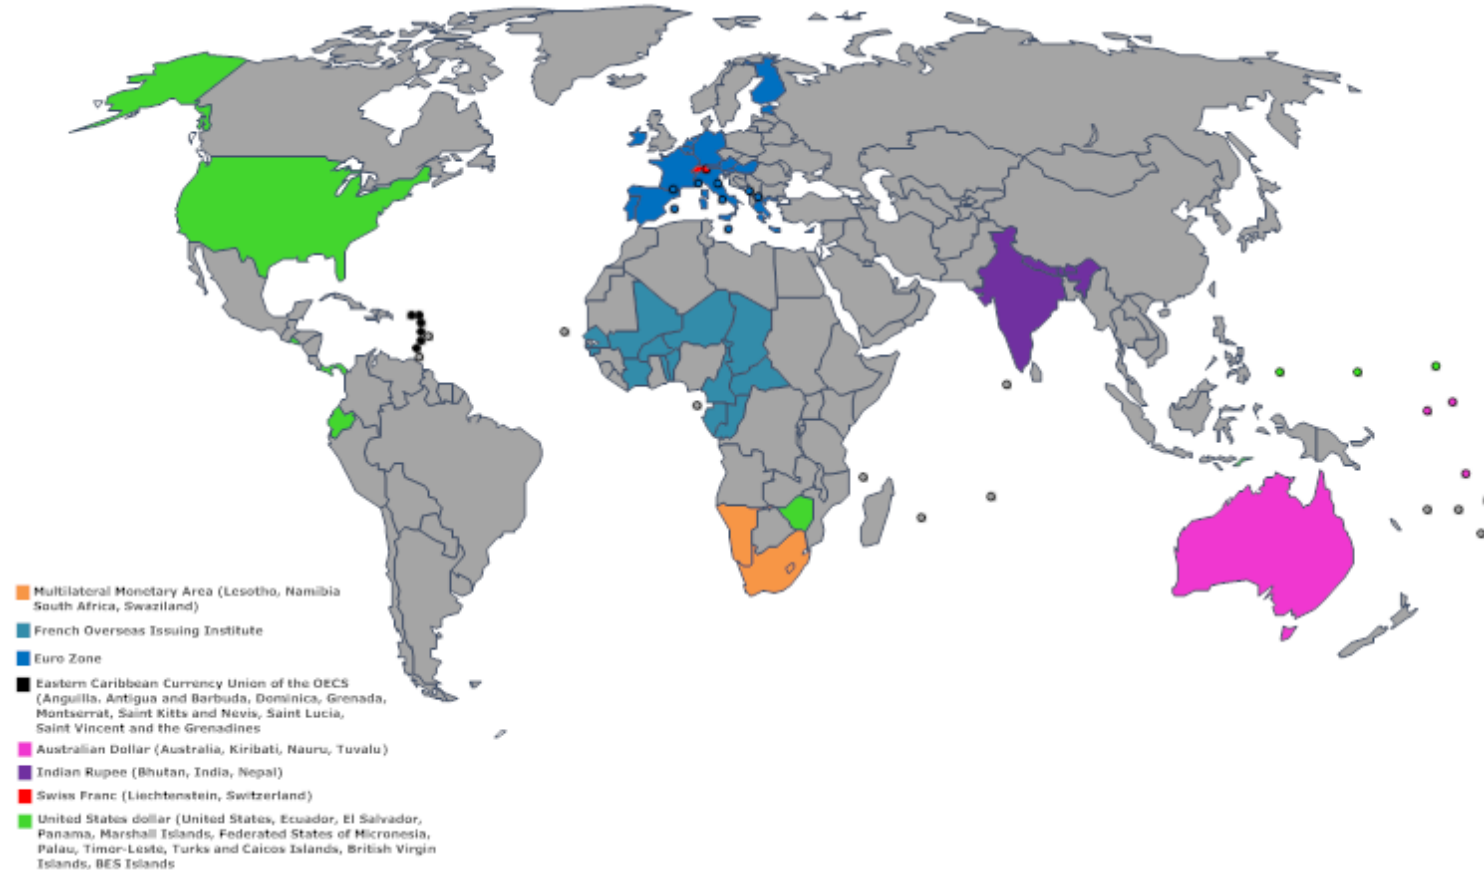 Multilateral Monetary Area (Lesotho, Namibia
South Africa, Swaziland)
French Overseas Issuing Institute
Euro Zone
Eastern Caribbean Currency Union of the OECS
(Anguilla. Antigua and Barbuda, Dominica, Grenada,
Montserrat, Saint Kitts and Nevis, Saint Lucia,
Saint Vincent and the Grenadines
Australian Dollar (Australia, Kiribati, Nauru, Tuvalu)
Indian Rupee (Bhutan, India, Nepal)
Swiss Franc (Liechtenstein, Switzerland)
United States dollar (United States, Ecuador, El Salvador,
Panama, Marshall Islands, Federated States of Micronesia,
Palau, Timor-Leste, Turks and Caicos Islands, British Virgin
Islands, BES Islands